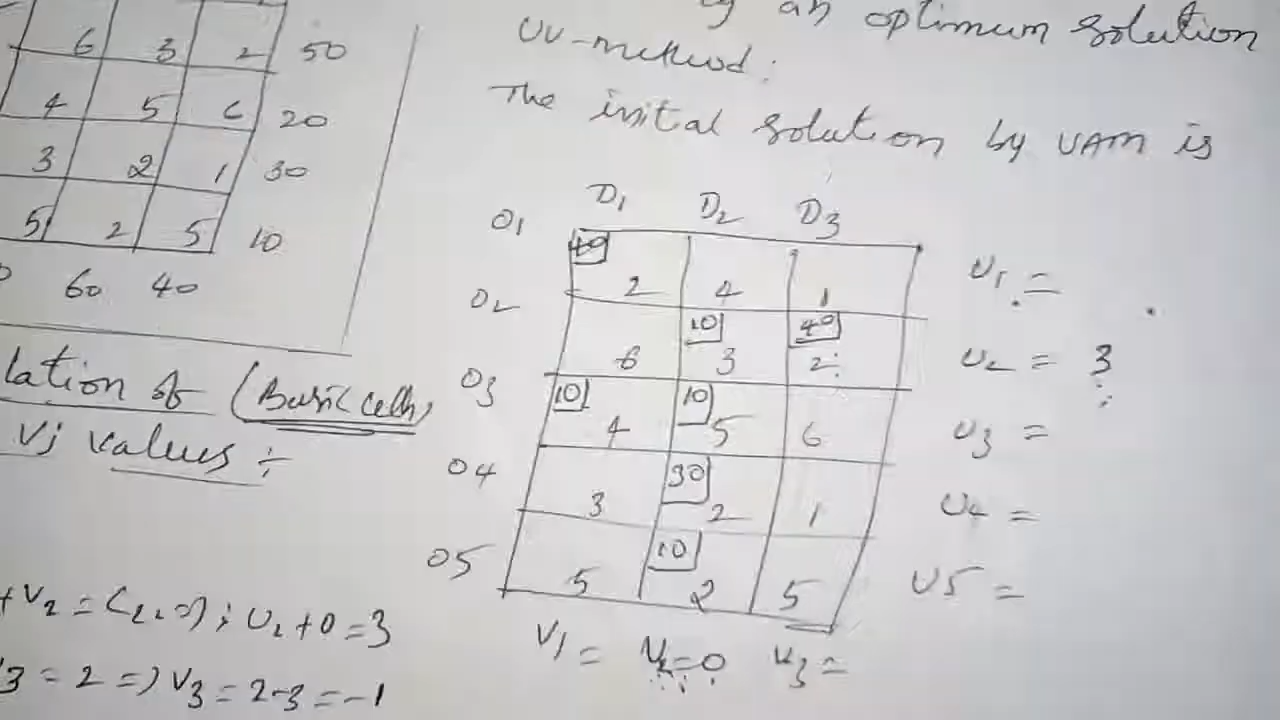 6 3 2 50
4 5 6 20
3 2 1 30
5 2 5 10
60 40
lation of (Basic cells)
Vj values :-
+V2 = C22 => ; U2+0 = 3
3 = 2 => V3 = 2-3 = -1
an optimum solution
UV-method :
The initial solution by VAM is
D1 D2 D3
O1 40 2 4 1 U1 =
O2 6 10 3 40 2 U2 = 3
O3 10 4 10 5 6 U3 =
O4 3 30 2 1 U4 =
O5 5 10 2 5 U5 =
V1 = V2=0 V3 =